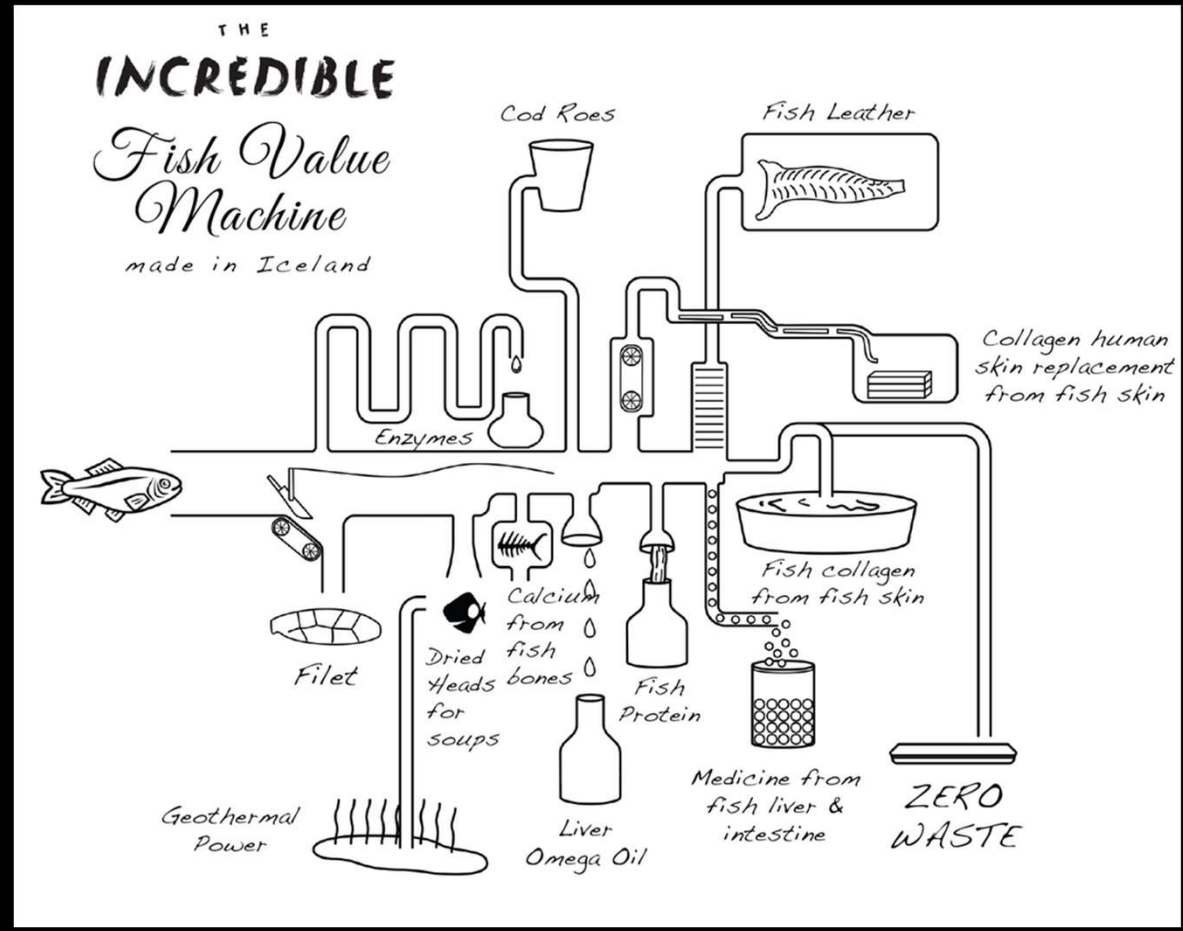 THE
INCREDIBLE
Fish Value
Machine
made in Iceland
Cod Roes
Fish Leather
Collagen human
skin replacement
from fish skin
Enzymes
Fish collagen
from fish skin
Filet
Dried
Heads
for
soups
Calcium
from
fish
bones
Fish
Protein
Geothermal
Power
Liver
Omega Oil
Medicine from
fish liver &
intestine
ZERO
WASTE